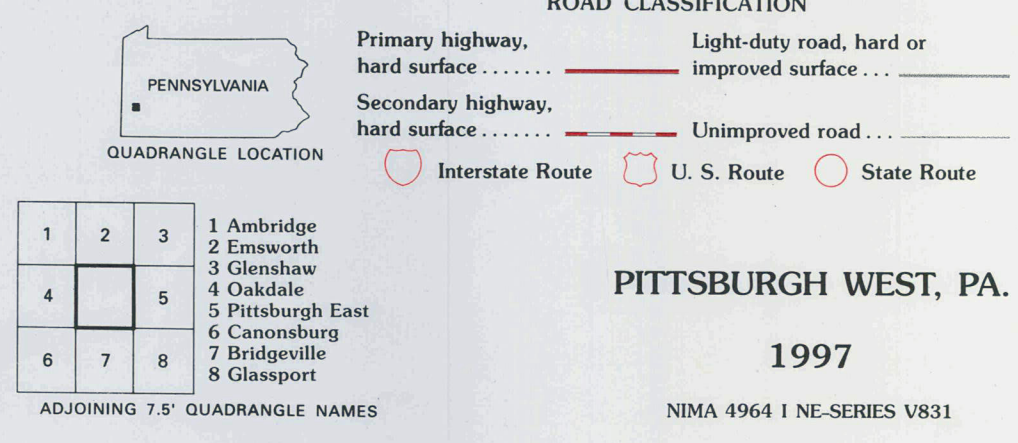 ROAD CLASSIFICATION
Primary highway,
hard surface.......
Light-duty road, hard or
improved surface...
Secondary highway,
hard surface.......
Unimproved road...
Interstate Route
U. S. Route
State Route
PENNSYLVANIA
QUADRANGLE LOCATION
1 2 3
4 5
6 7 8
1 Ambridge
2 Emsworth
3 Glenshaw
4 Oakdale
5 Pittsburgh East
6 Canonsburg
7 Bridgeville
8 Glassport
ADJOINING 7.5' QUADRANGLE NAMES
PITTSBURGH WEST, PA.
1997
NIMA 4964 I NE-SERIES V831